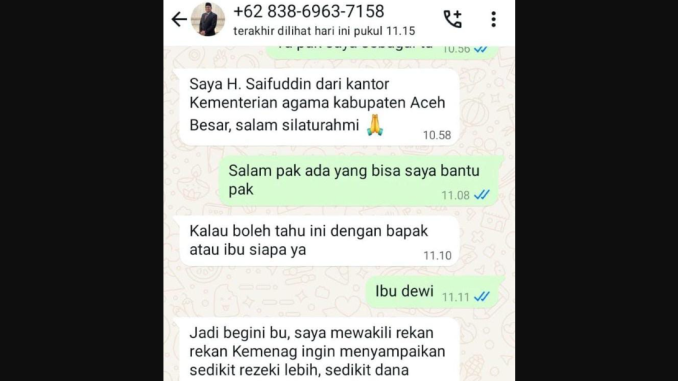 +62 838-6963-7158
terakhir dilihat hari ini pukul 11.15
10.56
Saya H. Saifuddin dari kantor
Kementerian agama kabupaten Aceh
Besar, salam silaturahmi 🙏
10.58
Salam pak ada yang bisa saya bantu
pak
11.08
Kalau boleh tahu ini dengan bapak
atau ibu siapa ya
11.10
Ibu dewi
11.11
Jadi begini bu, saya mewakili rekan
rekan Kemenag ingin menyampaikan
sedikit rezeki lebih, sedikit dana